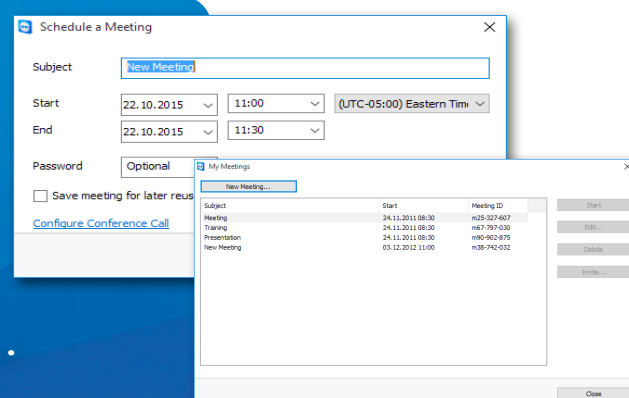 Schedule a Meeting
Subject New Meeting
Start 22.10.2015 11:00 (UTC-05:00) Eastern Tim
End 22.10.2015 11:30
Password Optional
Save meeting for later reus
Configure Conference Call
My Meetings
New Meeting...
Subject Start Meeting ID
Meeting 24.11.2011 08:30 m25-327-607
Training 24.11.2011 08:30 m67-797-030
Presentation 24.11.2011 08:30 m90-902-875
New Meeting 03.12.2012 11:00 m38-742-032
Start
Edit...
Delete
Invite...
Close